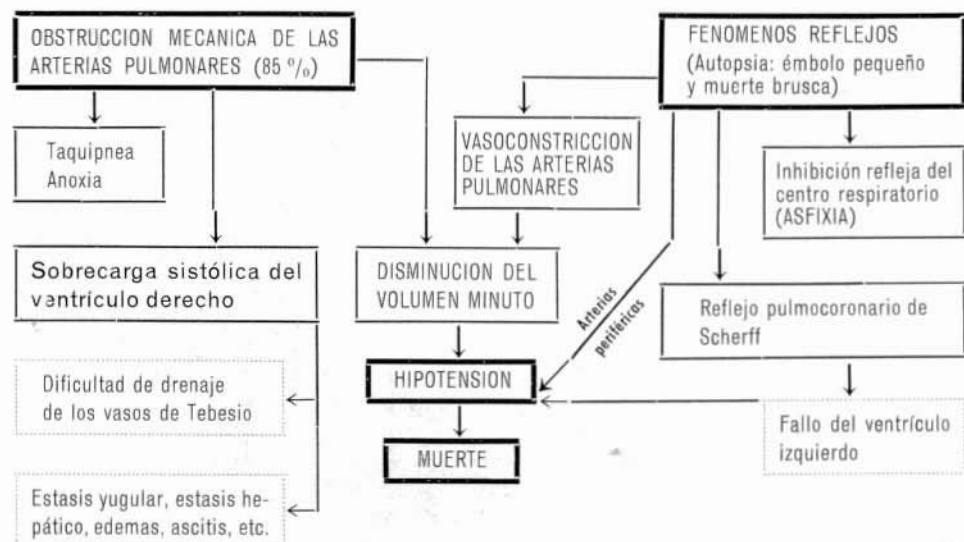 OBSTRUCCION MECANICA DE LAS
ARTERIAS PULMONARES (85 %)
FENOMENOS REFLEJOS
(Autopsia: émbolo pequeño
y muerte brusca)
Taquipnea
Anoxia
VASOCONSTRICCION
DE LAS ARTERIAS
PULMONARES
Inhibición refleja del
centro respiratorio
(ASFIXIA)
Sobrecarga sistólica del
ventrículo derecho
DISMINUCION DEL
VOLUMEN MINUTO
Arterias
periféricas
Reflejo pulmocoronario de
Scherff
Dificultad de drenaje
de los vasos de Tebesio
HIPOTENSION
Fallo del ventrículo
izquierdo
MUERTE
Estasis yugular, estasis he-
pático, edemas, ascitis, etc.